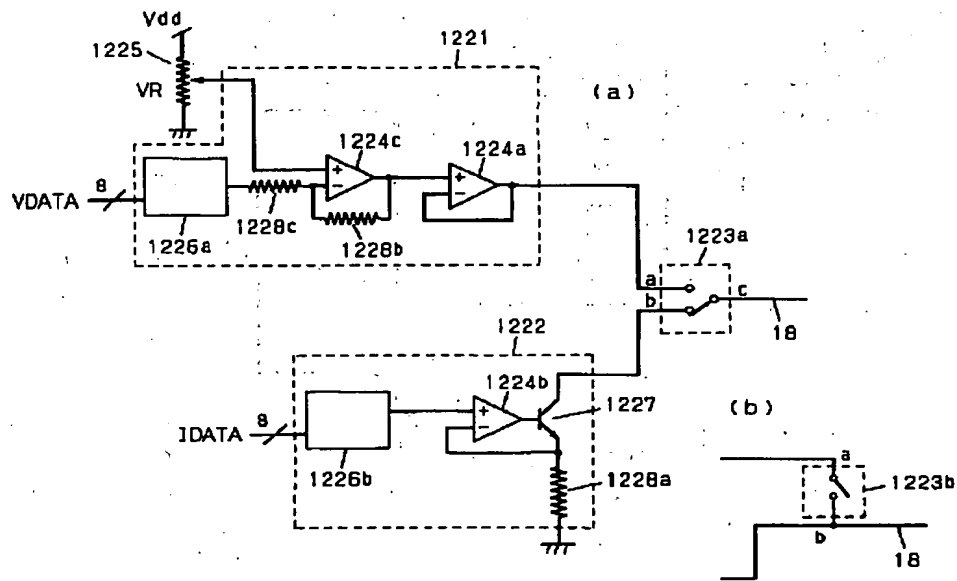 Vdd
1225
VR
1221
(a)
1224c
1224a
+
-
+
-
8
VDATA
1228c
1226a
1228b
1223a
a
b
c
18
1222
1224b
+
-
1227
8
IDATA
1226b
1228a
(b)
a
1223b
b
18